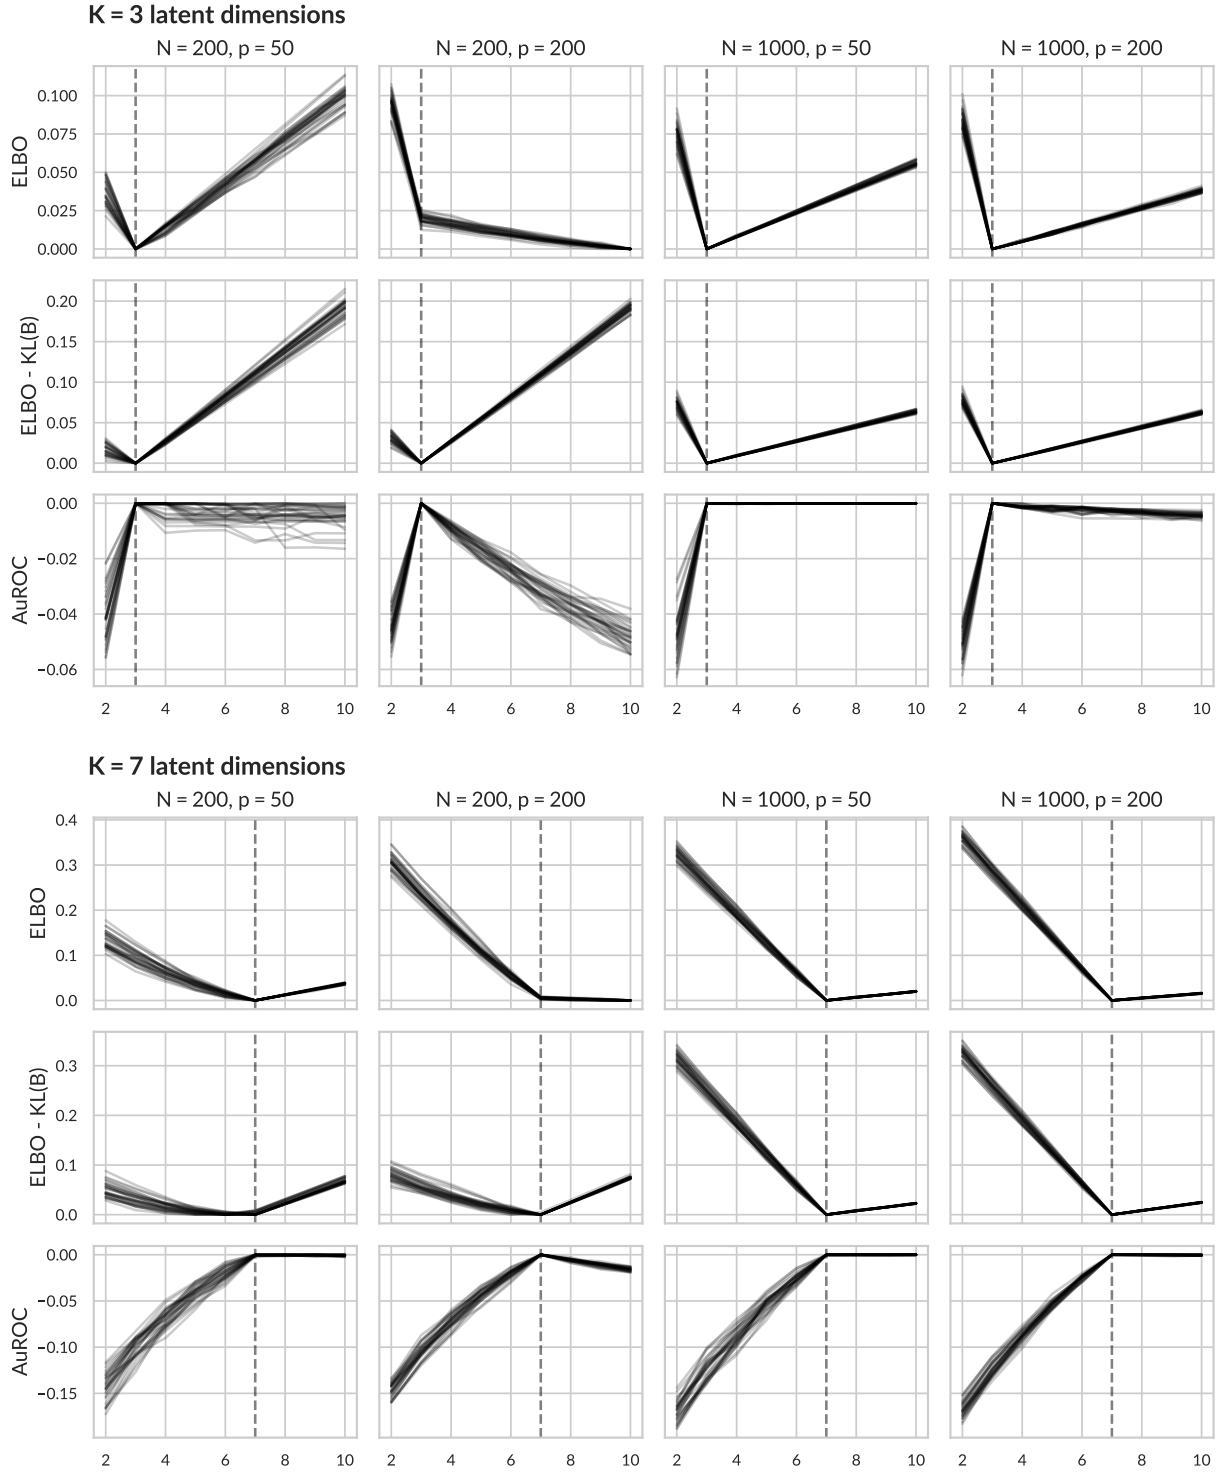 K = 3 latent dimensions
N = 200, p = 50
N = 200, p = 200
N = 1000, p = 50
N = 1000, p = 200
ELBO
0.100
0.075
0.050
0.025
0.000
ELBO - KL(B)
0.20
0.15
0.10
0.05
0.00
AuROC
0.00
−0.02
−0.04
−0.06
2 4 6 8 10
2 4 6 8 10
2 4 6 8 10
2 4 6 8 10
K = 7 latent dimensions
N = 200, p = 50
N = 200, p = 200
N = 1000, p = 50
N = 1000, p = 200
ELBO
0.4
0.3
0.2
0.1
0.0
ELBO - KL(B)
0.3
0.2
0.1
0.0
AuROC
0.00
−0.05
−0.10
−0.15
2 4 6 8 10
2 4 6 8 10
2 4 6 8 10
2 4 6 8 10